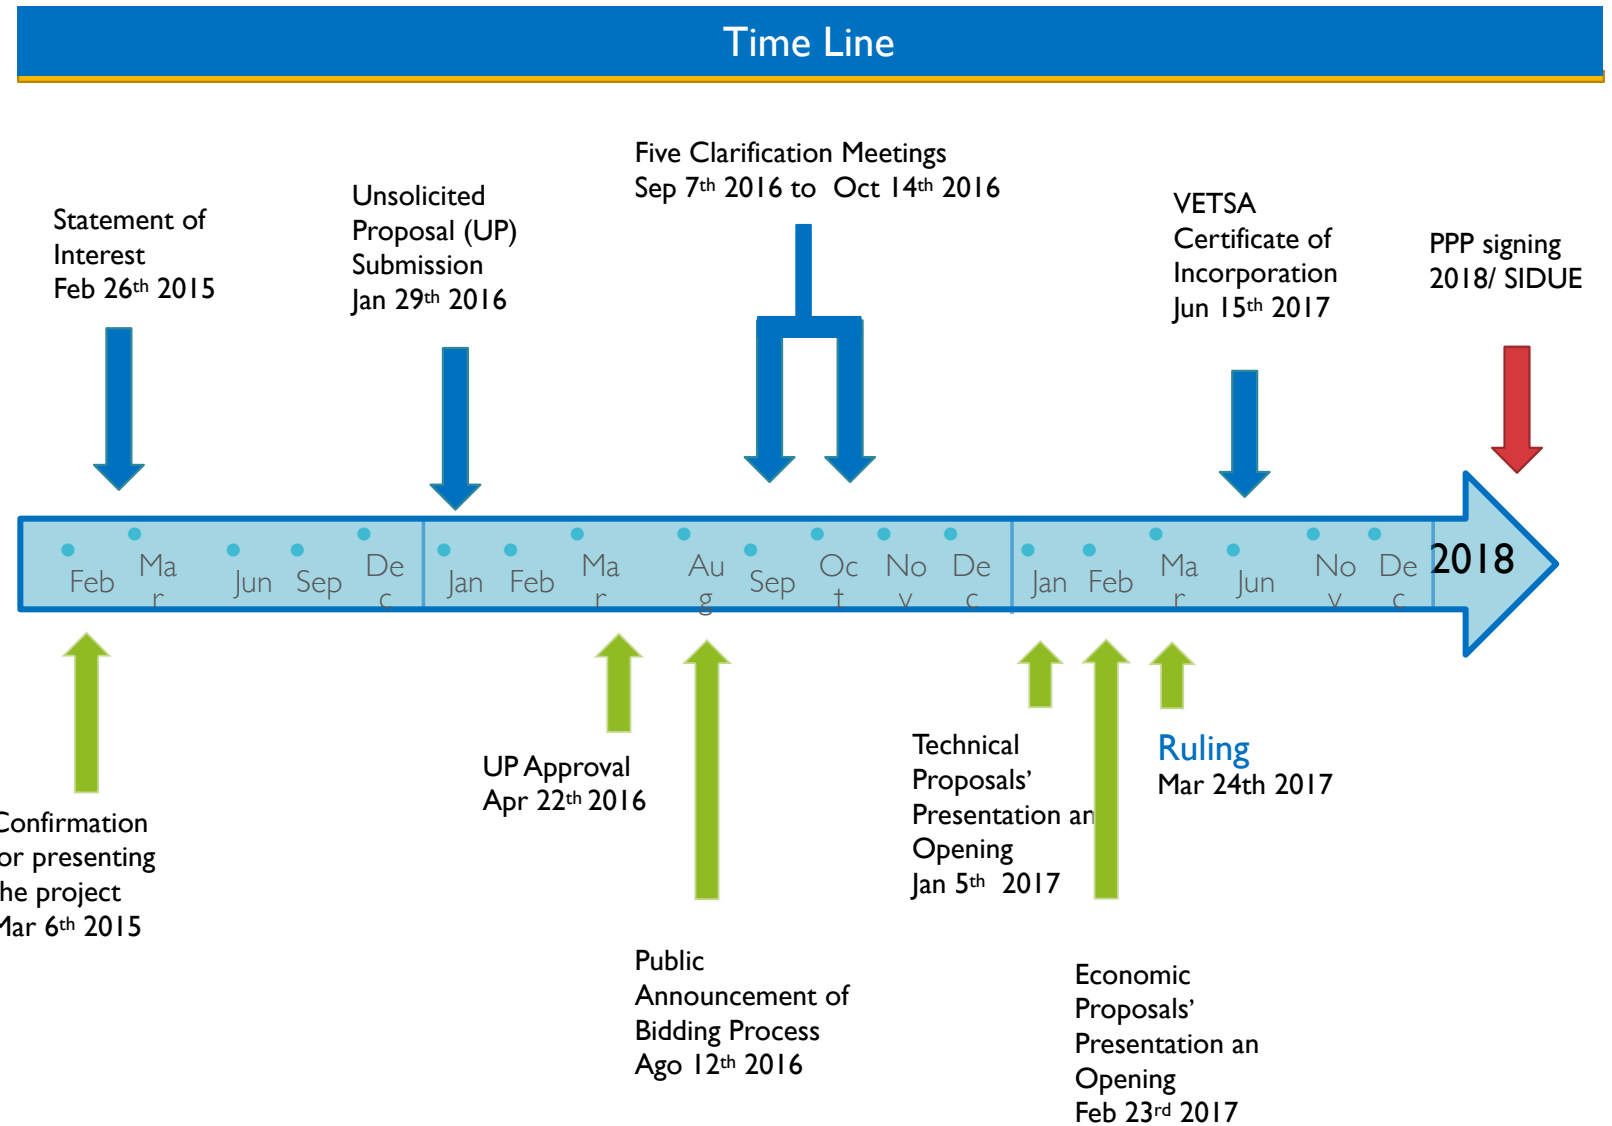 Time Line
Five Clarification Meetings
Sep 7th 2016 to Oct 14th 2016
Statement of
Interest
Feb 26th 2015
Unsolicited
Proposal (UP)
Submission
Jan 29th 2016
VETSA
Certificate of
Incorporation
Jun 15th 2017
PPP signing
2018/ SIDUE
Feb
Ma
r
Jun
Sep
De
c
Jan
Feb
Ma
r
Au
g
Sep
Oc
t
No
v
De
c
Jan
Feb
Ma
r
Jun
No
v
De
c
2018
Confirmation
or presenting
he project
Mar 6th 2015
UP Approval
Apr 22th 2016
Public
Announcement of
Bidding Process
Ago 12th 2016
Technical
Proposals’
Presentation an
Opening
Jan 5th 2017
Economic
Proposals’
Presentation an
Opening
Feb 23rd 2017
Ruling
Mar 24th 2017